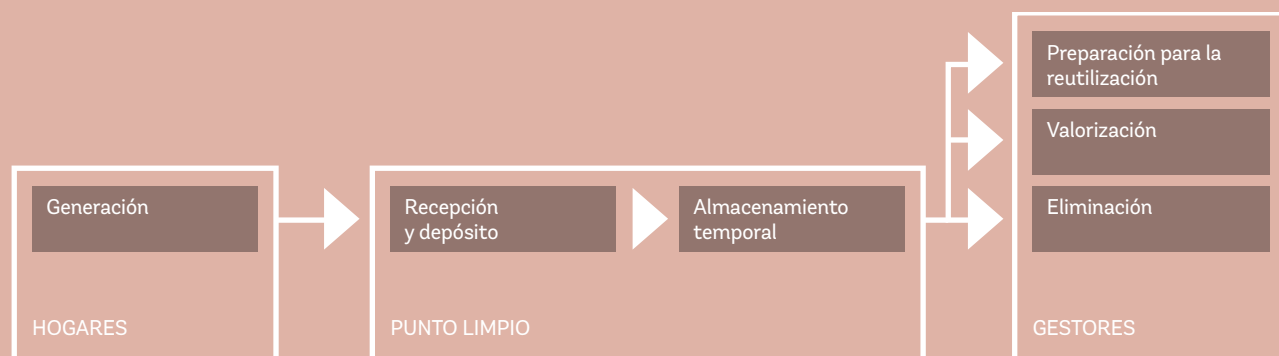 Generación
HOGARES
Recepción
y depósito
Almacenamiento
temporal
PUNTO LIMPIO
Preparación para la
reutilización
Valorización
Eliminación
GESTORES